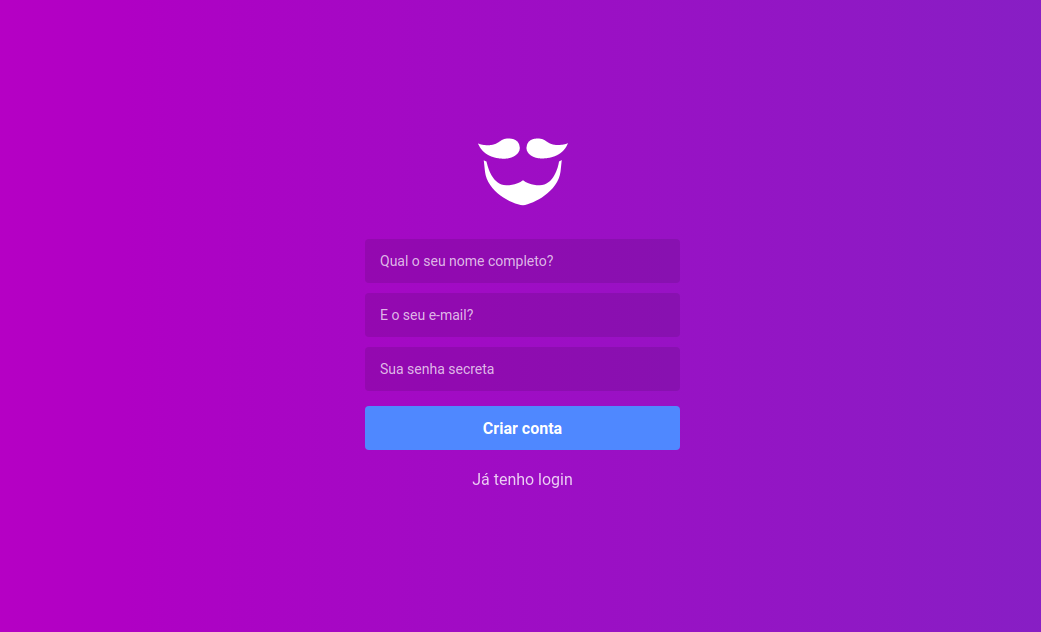 Qual o seu nome completo?
E o seu e-mail?
Sua senha secreta
Criar conta
Já tenho login